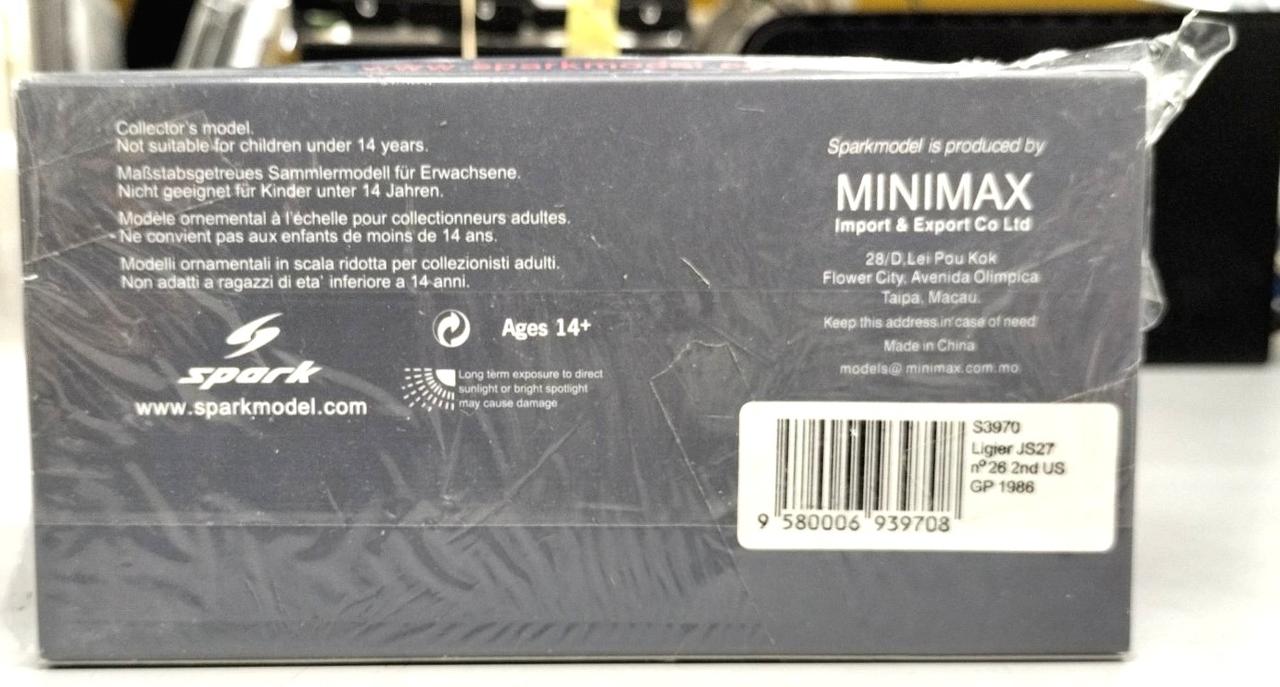 www.sparkmodel.c
Collector's model.
Not suitable for children under 14 years.
Maßstabsgetreues Sammlermodell für Erwachsene.
Nicht geeignet für Kinder unter 14 Jahren.
Modèle ornemental à l'échelle pour collectionneurs adultes.
Ne convient pas aux enfants de moins de 14 ans.
Modelli ornamentali in scala ridotta per collezionisti adulti.
Non adatti a ragazzi di eta' inferiore a 14 anni.
spark
www.sparkmodel.com
Ages 14+
Long term exposure to direct
sunlight or bright spotlight
may cause damage
Sparkmodel is produced by
MINIMAX
Import & Export Co Ltd
28/D,Lei Pou Kok
Flower City, Avenida Olimpica
Taipa, Macau.
Keep this address in case of need
Made in China
models@minimax.com.mo
S3970
Ligier JS27
nº26 2nd US
GP 1986
9 580006 939708